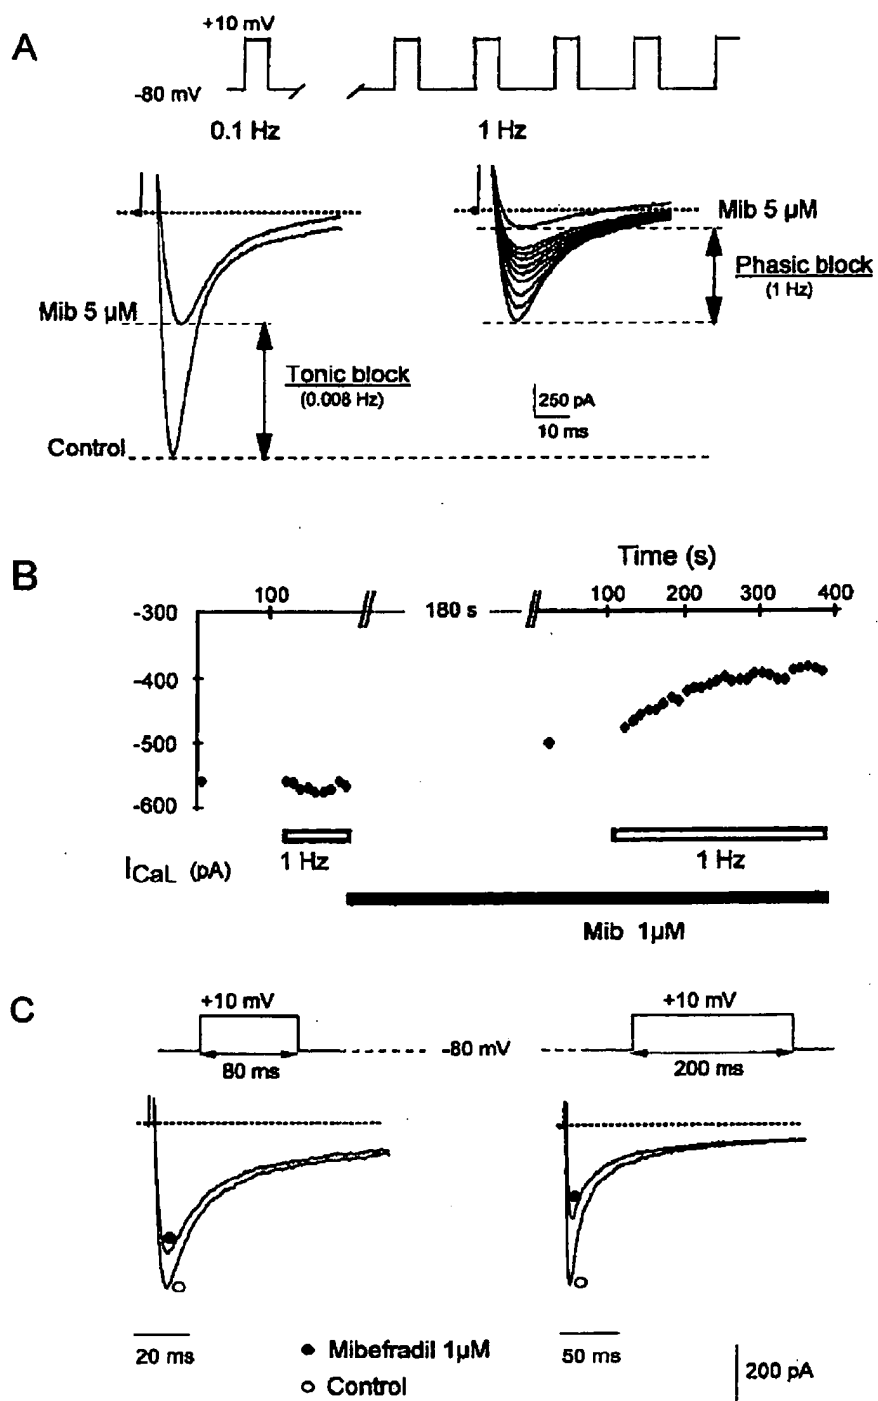 A
+10 mV
-80 mV
0.1 Hz
1 Hz
Mib 5 µM
Mib 5 µM
Phasic block
(1 Hz)
Tonic block
(0.008 Hz)
250 pA
10 ms
Control
B
Time (s)
100
180 s
100
200
300
400
-300
-400
-500
-600
1 Hz
1 Hz
ICaL (pA)
Mib 1µM
C
+10 mV
+10 mV
-80 mV
80 ms
200 ms
20 ms
50 ms
Mibefradil 1µM
Control
200 pA